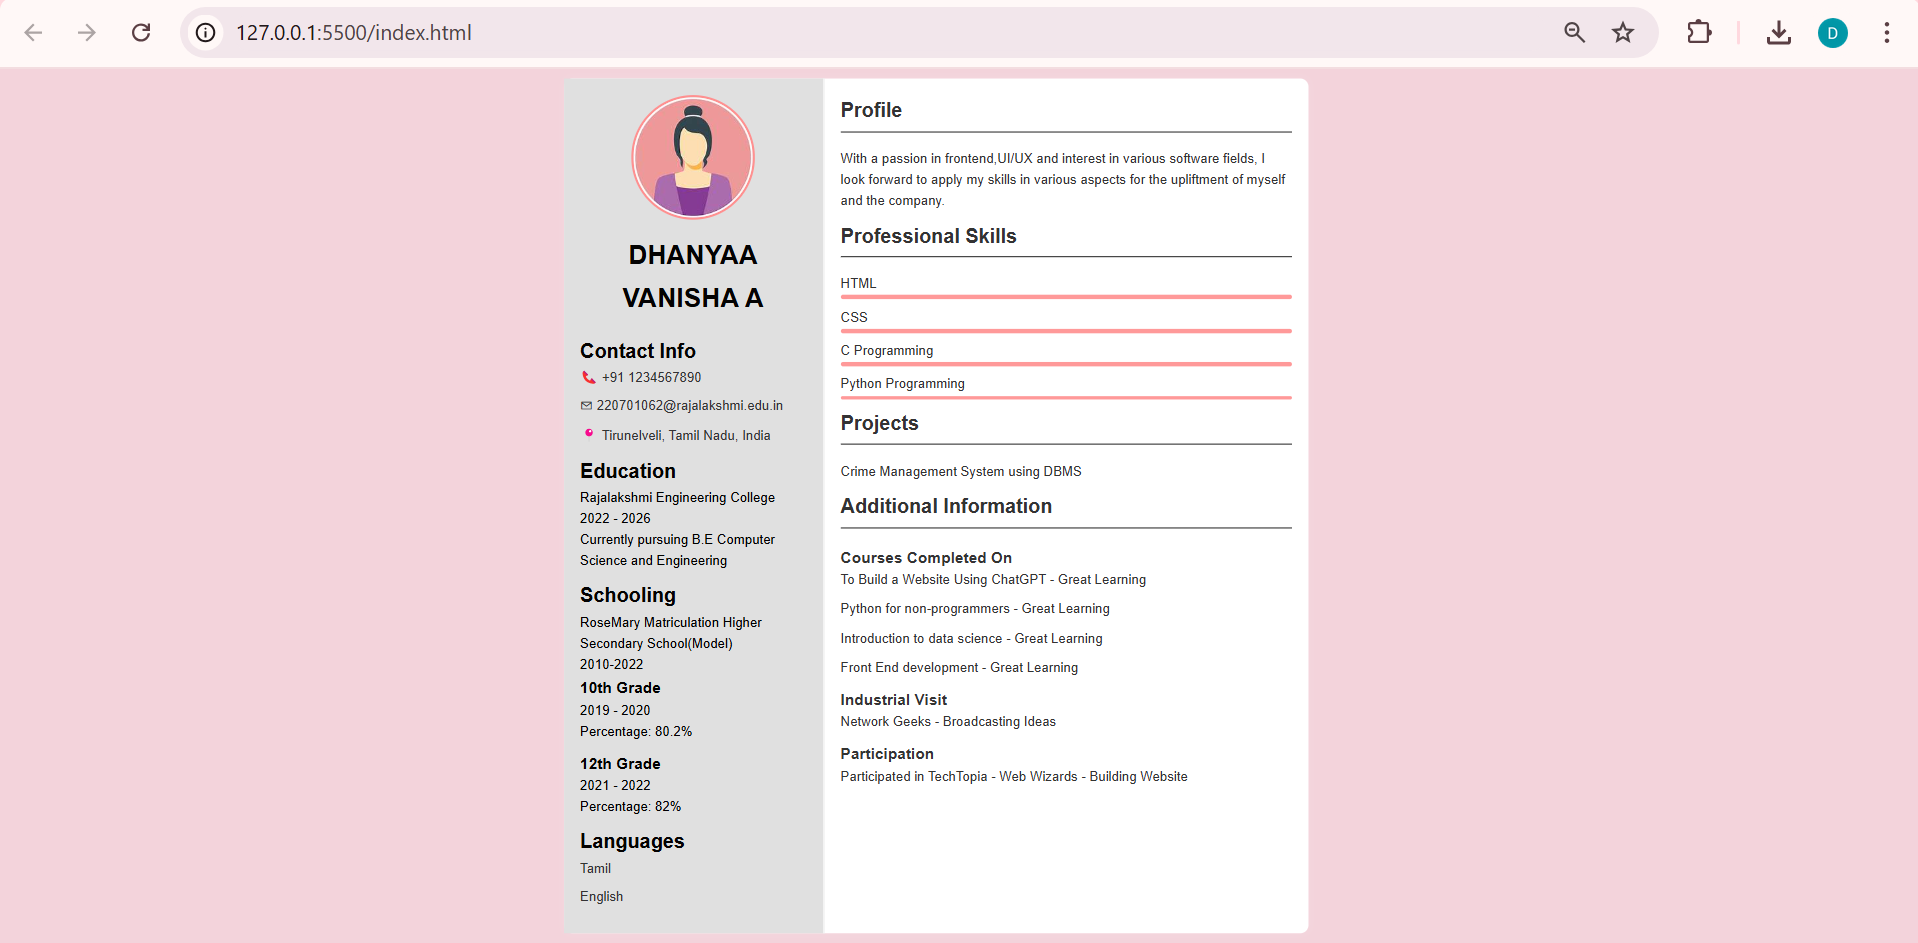 127.0.0.1:5500/index.html
D
DHANYAA
VANISHA A
Contact Info
+91 1234567890
220701062@rajalakshmi.edu.in
Tirunelveli, Tamil Nadu, India
Education
Rajalakshmi Engineering College
2022 - 2026
Currently pursuing B.E Computer
Science and Engineering
Schooling
RoseMary Matriculation Higher
Secondary School(Model)
2010-2022
10th Grade
2019 - 2020
Percentage: 80.2%
12th Grade
2021 - 2022
Percentage: 82%
Languages
Tamil
English
Profile
With a passion in frontend,UI/UX and interest in various software fields, I
look forward to apply my skills in various aspects for the upliftment of myself
and the company.
Professional Skills
HTML
CSS
C Programming
Python Programming
Projects
Crime Management System using DBMS
Additional Information
Courses Completed On
To Build a Website Using ChatGPT - Great Learning
Python for non-programmers - Great Learning
Introduction to data science - Great Learning
Front End development - Great Learning
Industrial Visit
Network Geeks - Broadcasting Ideas
Participation
Participated in TechTopia - Web Wizards - Building Website